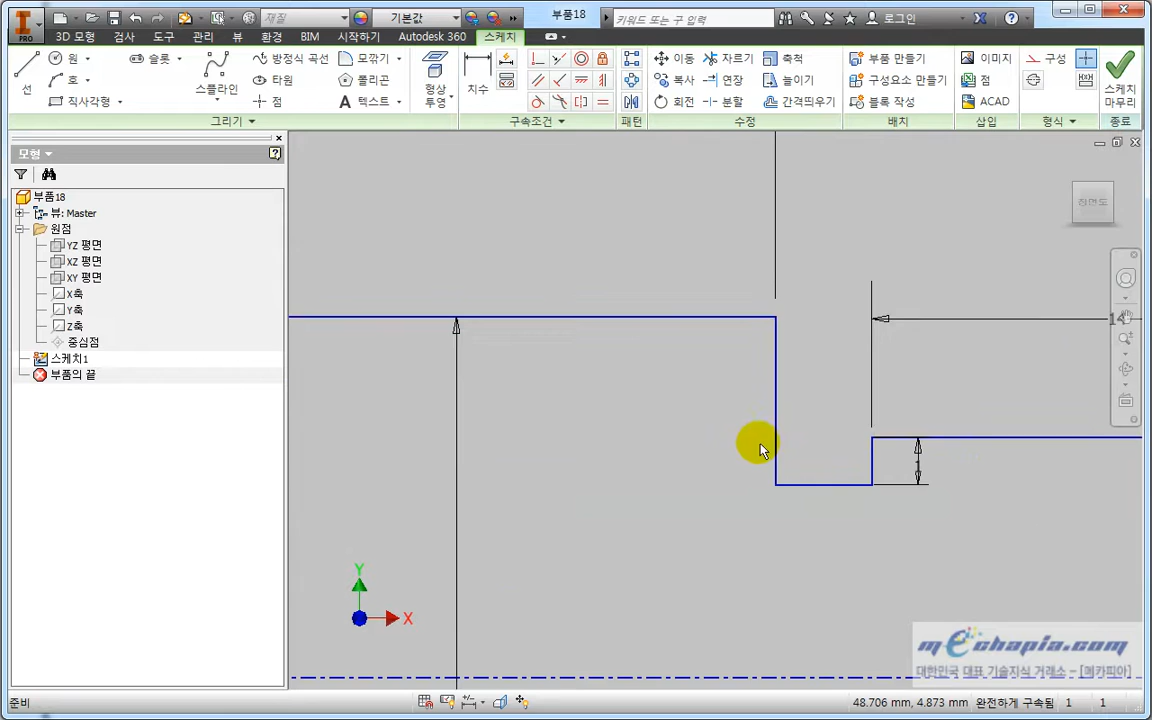 재질
기본값
부품18
키워드 또는 구 입력
로그인
PRO
3D 모형 검사 도구 관리 뷰 환경 BIM 시작하기 Autodesk 360 스케치
선
원
호
직사각형
슬롯
스플라인
방정식 곡선
타원
점
모깎기
폴리곤
텍스트
형상
투영
치수
이동
복사
회전
자르기
연장
분할
축척
늘이기
간격띄우기
부품 만들기
구성요소 만들기
블록 작성
이미지
점
ACAD
구성
스케치
마무리
그리기 구속조건 패턴 수정 배치 삽입 형식 종료
모형
부품18
뷰: Master
원점
YZ 평면
XZ 평면
XY 평면
X축
Y축
Z축
중심점
스케치1
부품의 끝
정면도
14
1
Y
X
mechapia.com
대한민국 대표 기술지식 거래소 – [메카피아]
준비
48.706 mm, 4.873 mm 완전하게 구속됨 1 1